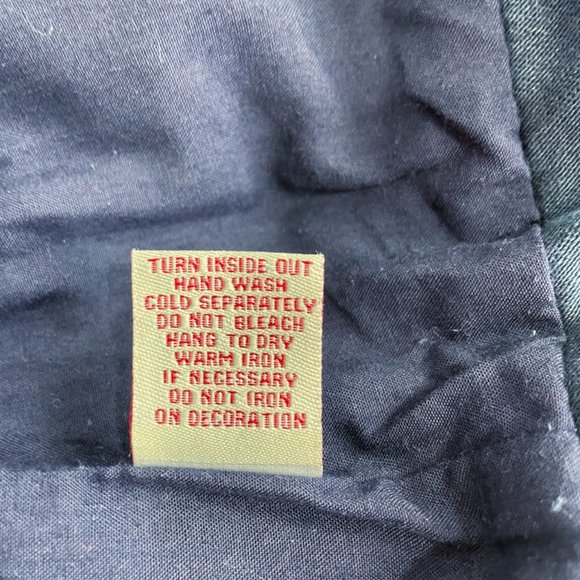 TURN INSIDE OUT
HAND WASH
COLD SEPARATELY
DO NOT BLEACH
HANG TO DRY
WARM IRON
IF NECESSARY
DO NOT IRON
ON DECORATION